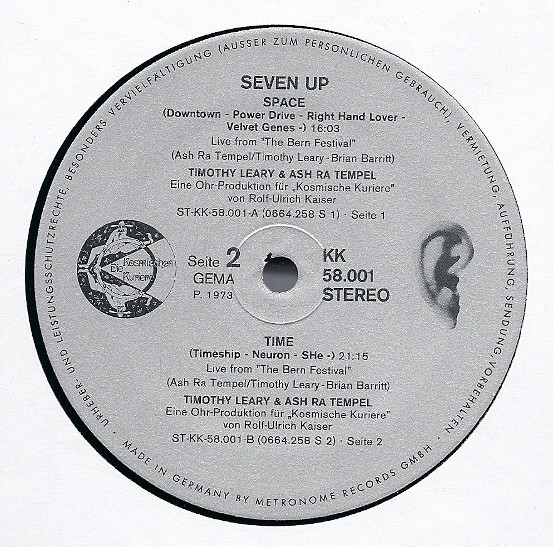 URHEBER- UND LEISTUNGSSCHUTZRECHTE, BESONDERS VERVIELFÄLTIGUNG (AUSSER ZUM PERSÖNLICHEN GEBRAUCH), VERMIETUNG, AUFFÜHRUNG, SENDUNG, VORBEHALTEN ·
SEVEN UP
SPACE
(Downtown - Power Drive - Right Hand Lover -
Velvet Genes -) 16:03
Live from "The Bern Festival"
(Ash Ra Tempel/Timothy Leary-Brian Barritt)
TIMOTHY LEARY & ASH RA TEMPEL
Eine Ohr-Produktion für „Kosmische Kuriere"
von Rolf-Ulrich Kaiser
ST-KK-58.001-A (0664.258 S 1) · Seite 1
Die
Kosmischen
Kuriere
Seite 2
GEMA
P. 1973
KK
58.001
STEREO
TIME
(Timeship - Neuron - SHe -) 21:15
Live from "The Bern Festival"
(Ash Ra Tempel/Timothy Leary-Brian Barritt)
TIMOTHY LEARY & ASH RA TEMPEL
Eine Ohr-Produktion für „Kosmische Kuriere"
von Rolf-Ulrich Kaiser
ST-KK-58.001-B (0664.258 S 2) · Seite 2
· MADE IN GERMANY BY METRONOME RECORDS GMBH ·